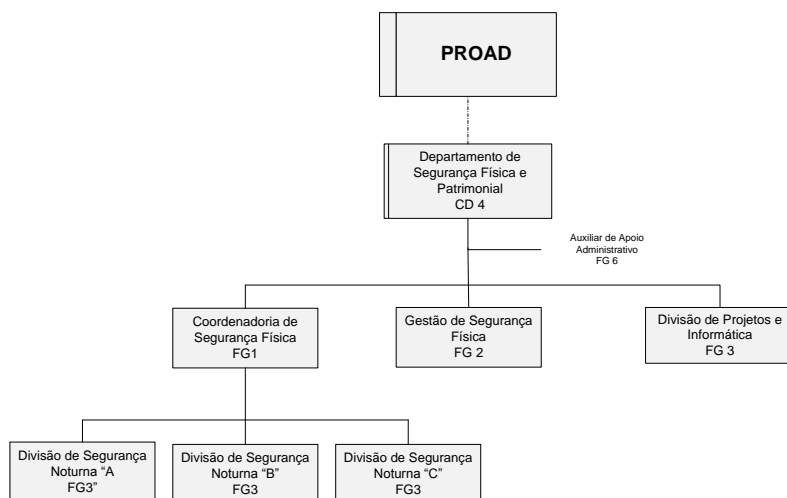 PROAD
Departamento de
Segurança Física e
Patrimonial
CD 4
Auxiliar de Apoio
Administrativo
FG 6
Coordenadoria de
Segurança Física
FG1
Gestão de Segurança
Física
FG 2
Divisão de Projetos e
Informática
FG 3
Divisão de Segurança
Noturna “A
FG3”
Divisão de Segurança
Noturna “B”
FG3
Divisão de Segurança
Noturna “C”
FG3